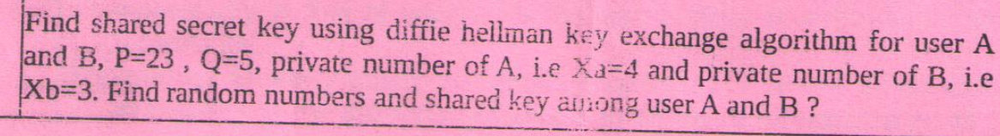 Find shared secret key using diffie hellman key exchange algorithm for user A
and B, P=23 , Q=5, private number of A, i.e Xa=4 and private number of B, i.e
Xb=3. Find random numbers and shared key among user A and B ?